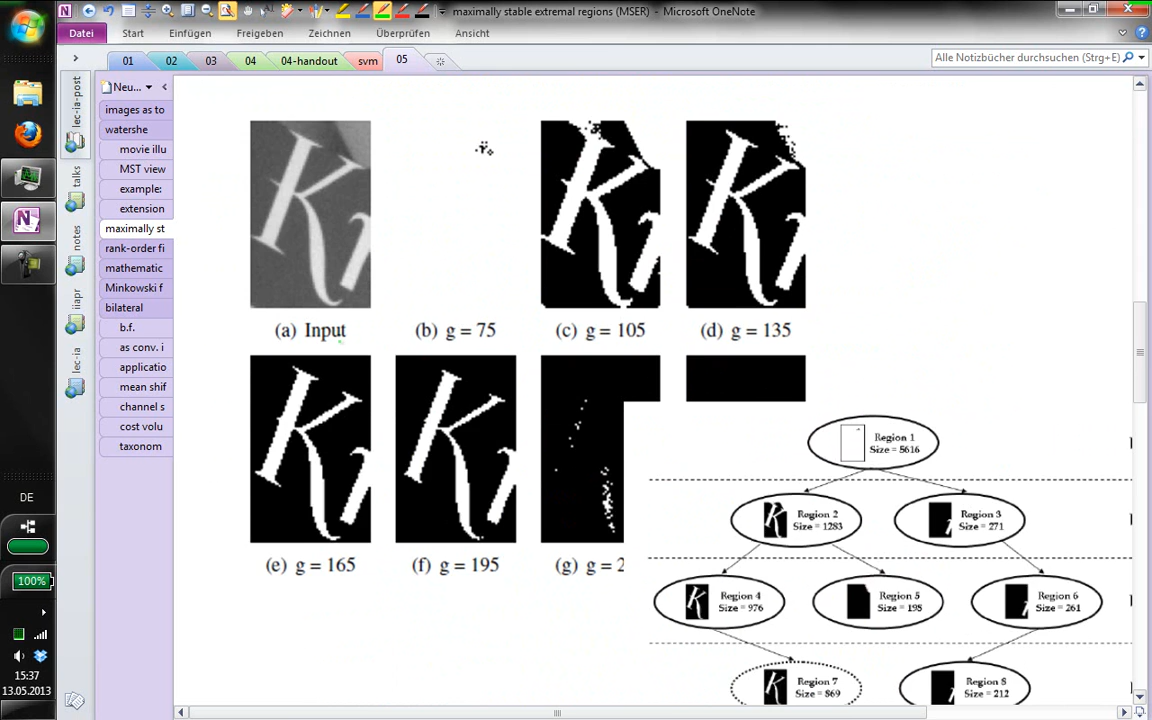 maximally stable extremal regions (MSER) - Microsoft OneNote
Datei Start Einfügen Freigeben Zeichnen Überprüfen Ansicht
01 02 03 04 04-handout svm 05
Alle Notizbücher durchsuchen (Strg+E)
lec-ia-post
talks
notes
iiapr
lec-ia
Neu...
images as to
watershe
movie illu
MST view
example:
extension
maximally st
rank-order fi
mathematic
Minkowski f
bilateral
b.f.
as conv. i
applicatio
mean shif
channel s
cost volu
taxonom
(a) Input
(b) g = 75
(c) g = 105
(d) g = 135
(e) g = 165
(f) g = 195
(g) g = 2
Region 1
Size = 5616
Region 2
Size = 1283
Region 3
Size = 271
Region 4
Size = 976
Region 5
Size = 198
Region 6
Size = 261
Region 7
Size = 869
Region 8
Size = 212
DE
100%
15:37
13.05.2013